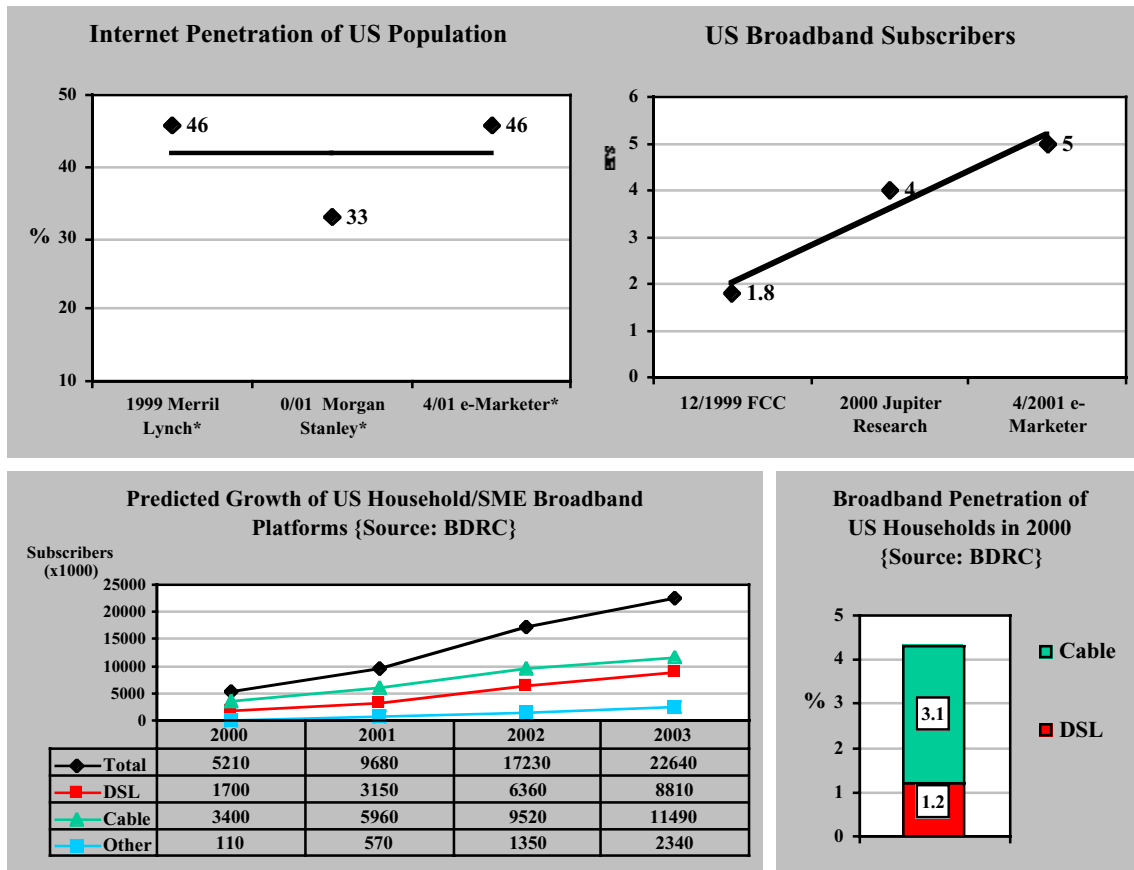 Internet Penetration of US Population
50
40
30
20
10
%
46
33
46
1999 Merril
Lynch*
0/01 Morgan
Stanley*
4/01 e-Marketer*
US Broadband Subscribers
6
5
4
3
2
1
0
1.8
4
5
12/1999 FCC
2000 Jupiter
Research
4/2001 e-
Marketer
Predicted Growth of US Household/SME Broadband
Platforms {Source: BDRC}
Subscribers
(x1000)
25000
20000
15000
10000
5000
0
2000 2001 2002 2003
Total 5210 9680 17230 22640
DSL 1700 3150 6360 8810
Cable 3400 5960 9520 11490
Other 110 570 1350 2340
Broadband Penetration of
US Households in 2000
{Source: BDRC}
5
4
3
2
1
0
%
3.1
1.2
Cable
DSL